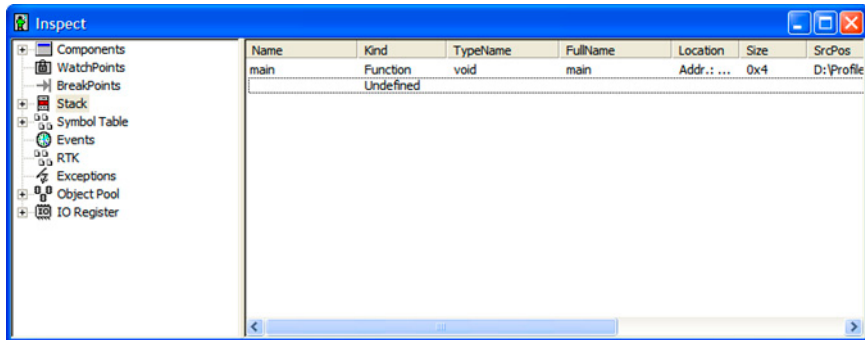 Inspect
Components
WatchPoints
BreakPoints
Stack
Symbol Table
Events
RTK
Exceptions
Object Pool
IO Register
Name Kind TypeName FullName Location Size SrcPos
main Function void main Addr.: ... 0x4 D:\Profile
Undefined